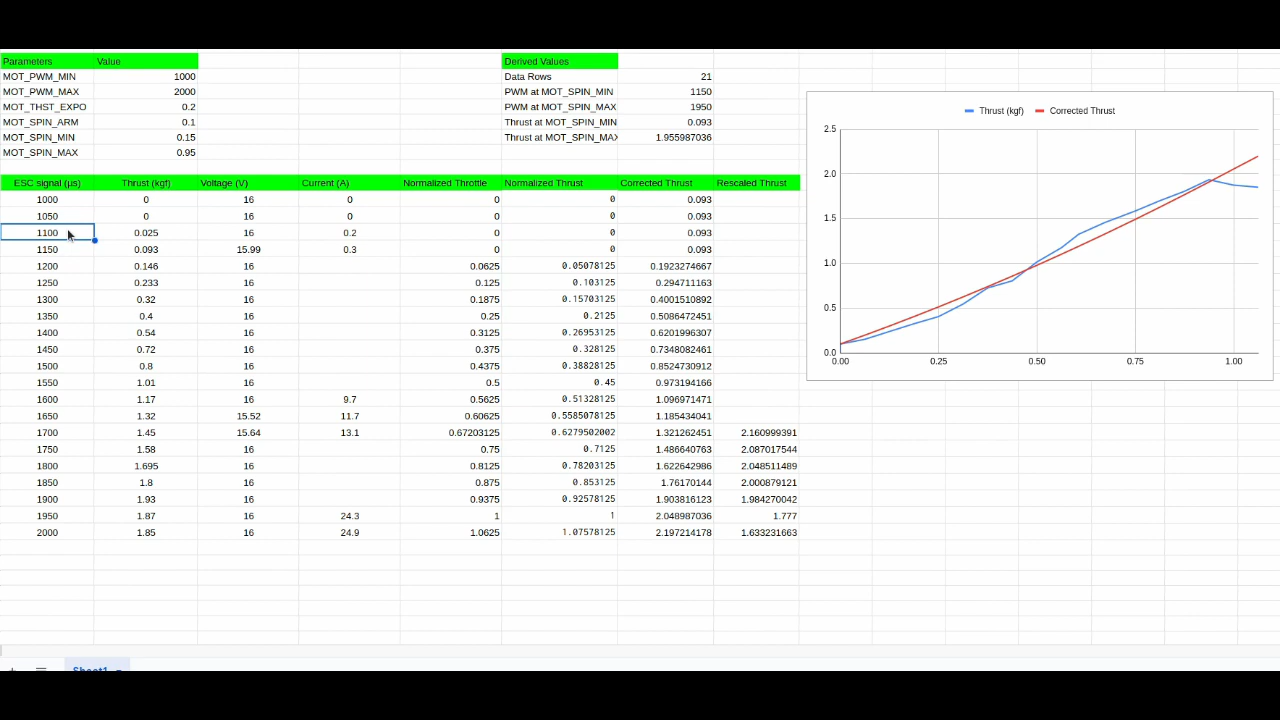 Parameters Value Derived Values
MOT_PWM_MIN 1000 Data Rows 21
MOT_PWM_MAX 2000 PWM at MOT_SPIN_MIN 1150
MOT_THST_EXPO 0.2 PWM at MOT_SPIN_MAX 1950
MOT_SPIN_ARM 0.1 Thrust at MOT_SPIN_MIN 0.093
MOT_SPIN_MIN 0.15 Thrust at MOT_SPIN_MAX 1.955987036
MOT_SPIN_MAX 0.95
ESC signal (µs) Thrust (kgf) Voltage (V) Current (A) Normalized Throttle Normalized Thrust Corrected Thrust Rescaled Thrust
1000 0 16 0 0 0 0.093
1050 0 16 0 0 0 0.093
1100 0.025 16 0.2 0 0 0.093
1150 0.093 15.99 0.3 0 0 0.093
1200 0.146 16 0.0625 0.05078125 0.1923274667
1250 0.233 16 0.125 0.103125 0.294711163
1300 0.32 16 0.1875 0.15703125 0.4001510892
1350 0.4 16 0.25 0.2125 0.5086472451
1400 0.54 16 0.3125 0.26953125 0.6201996307
1450 0.72 16 0.375 0.328125 0.7348082461
1500 0.8 16 0.4375 0.38828125 0.8524730912
1550 1.01 16 0.5 0.45 0.973194166
1600 1.17 16 9.7 0.5625 0.51328125 1.096971471
1650 1.32 15.52 11.7 0.60625 0.5585078125 1.185434041
1700 1.45 15.64 13.1 0.67203125 0.6279502002 1.321262451 2.160999391
1750 1.58 16 0.75 0.7125 1.486640763 2.087017544
1800 1.695 16 0.8125 0.78203125 1.622642986 2.048511489
1850 1.8 16 0.875 0.853125 1.76170144 2.000879121
1900 1.93 16 0.9375 0.92578125 1.903816123 1.984270042
1950 1.87 16 24.3 1 1 2.048987036 1.777
2000 1.85 16 24.9 1.0625 1.07578125 2.197214178 1.633231663
Thrust (kgf) Corrected Thrust
2.5
2.0
1.5
1.0
0.5
0.0
0.00 0.25 0.50 0.75 1.00
Sheet1